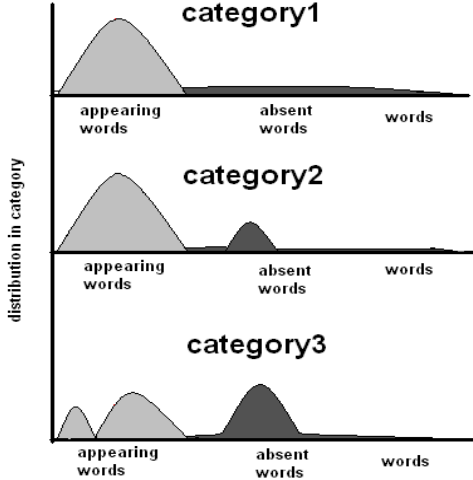 category1
appearing
words
absent
words
words
category2
appearing
words
absent
words
words
category3
appearing
words
absent
words
words
distribution in category